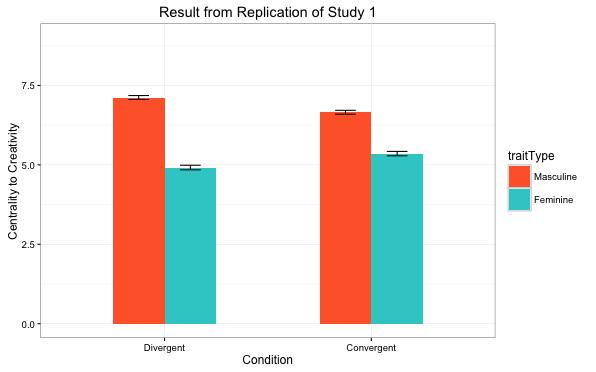 Result from Replication of Study 1
Centrality to Creativity
7.5
5.0
2.5
0.0
Divergent
Convergent
Condition
traitType
Masculine
Feminine